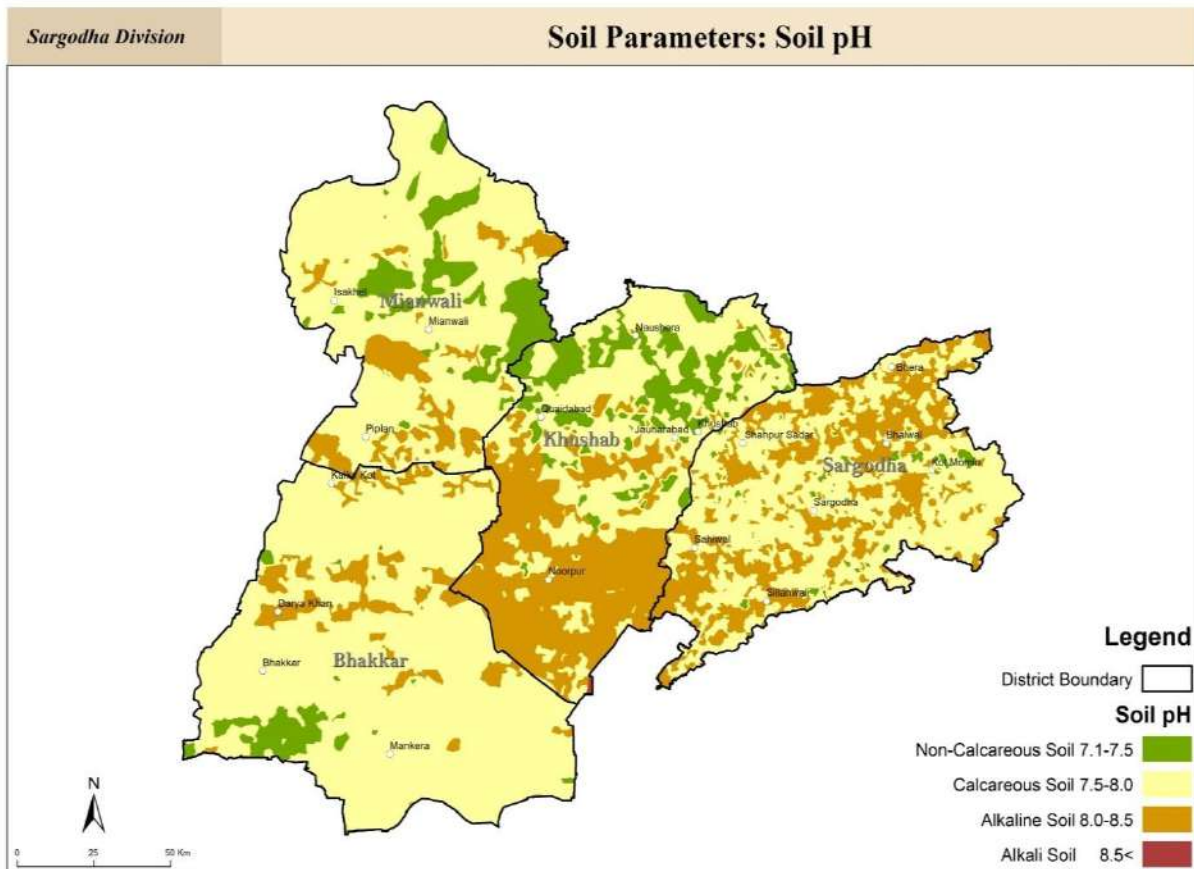 Sargodha Division
Soil Parameters: Soil pH
Isakhel
Mianwali
Mianwali
Naushera
Bhera
Piplan
Quaidabad
Khushab
Jauharabad
Khushab
Shahpur Sadar
Bhalwal
Sargodha
Kot Momin
Kallur Kot
Sargodha
Sahiwal
Noorpur
Sillanwali
Darya Khan
Bhakkar
Bhakkar
Mankera
Legend
District Boundary
Soil pH
Non-Calcareous Soil 7.1-7.5
Calcareous Soil 7.5-8.0
Alkaline Soil 8.0-8.5
Alkali Soil 8.5<
N
0 25 50 Km